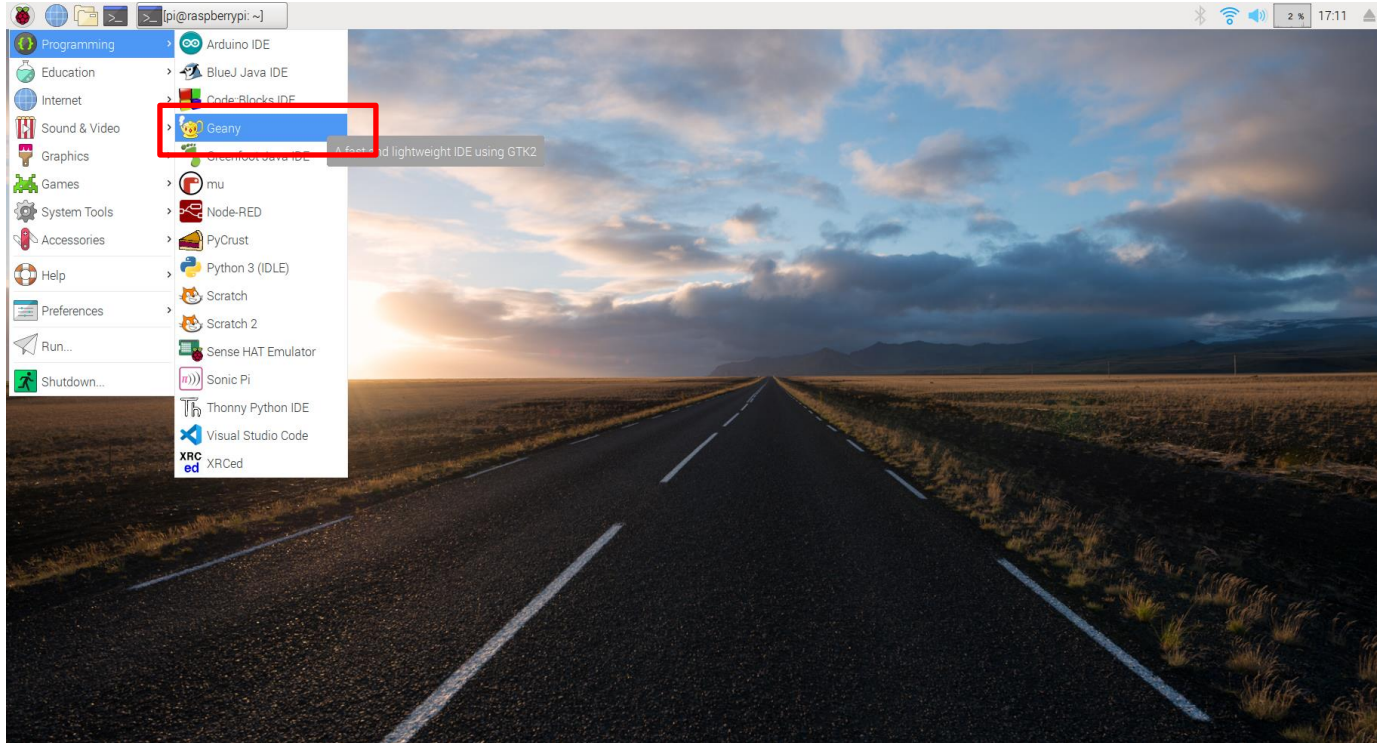 [pi@raspberrypi: ~]
2 %
17:11
Programming
Education
Internet
Sound & Video
Graphics
Games
System Tools
Accessories
Help
Preferences
Run...
Shutdown...
Arduino IDE
BlueJ Java IDE
Code::Blocks IDE
Geany
A fast and lightweight IDE using GTK2
Greenfoot Java IDE
mu
Node-RED
PyCrust
Python 3 (IDLE)
Scratch
Scratch 2
Sense HAT Emulator
Sonic Pi
Th
Thonny Python IDE
Visual Studio Code
XRC
ed
XRCed